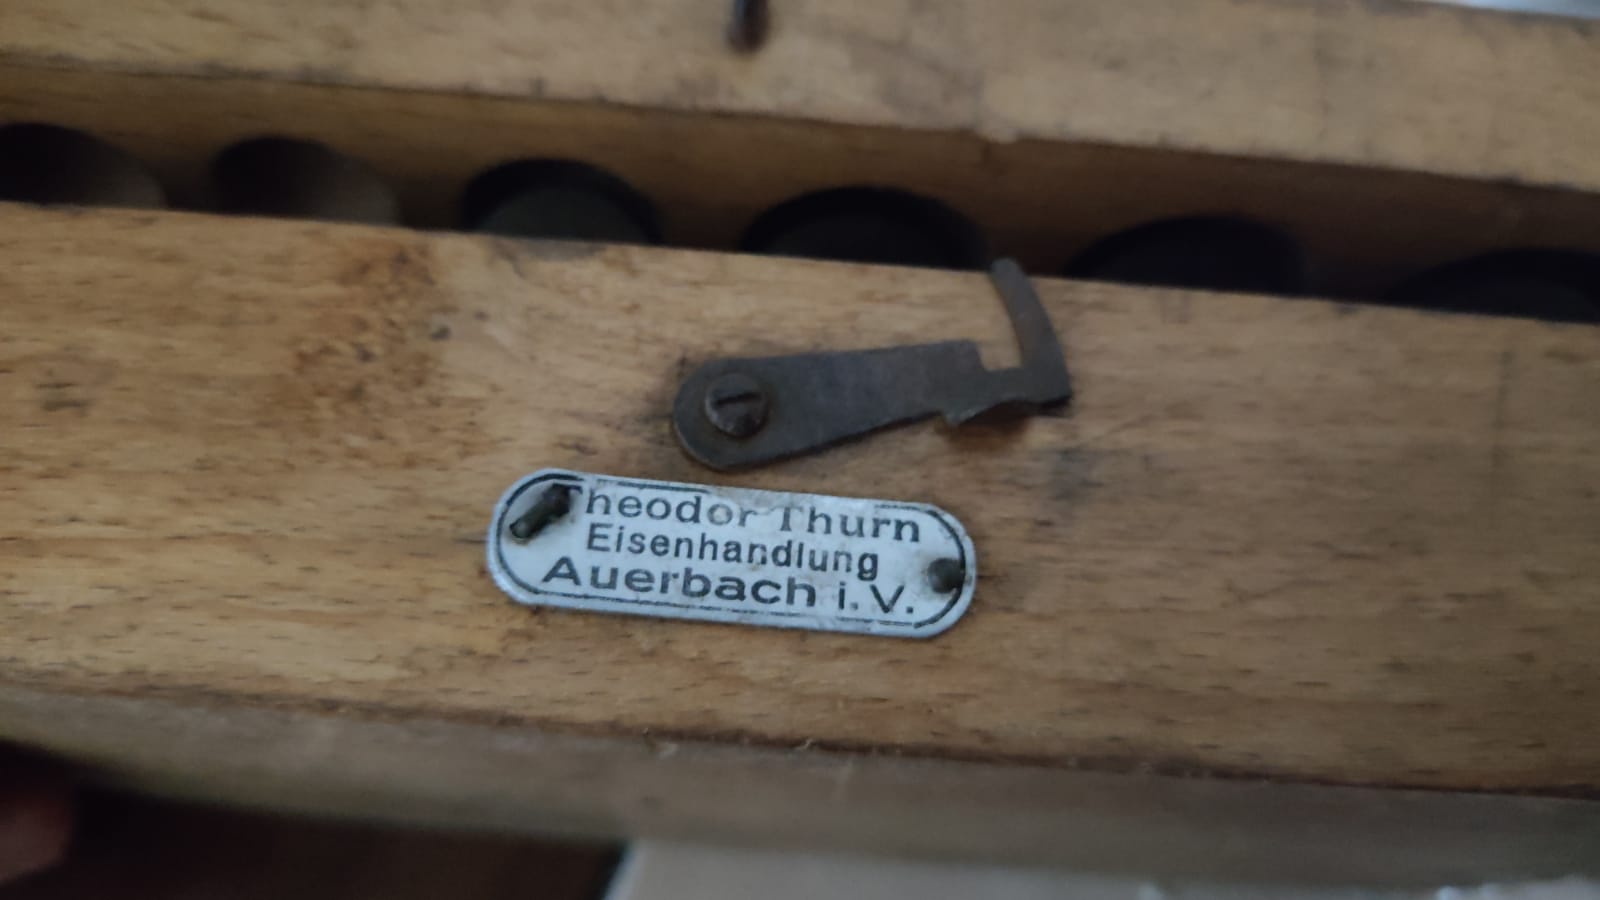 Theodor Thurn
Eisenhandlung
Auerbach i. V.